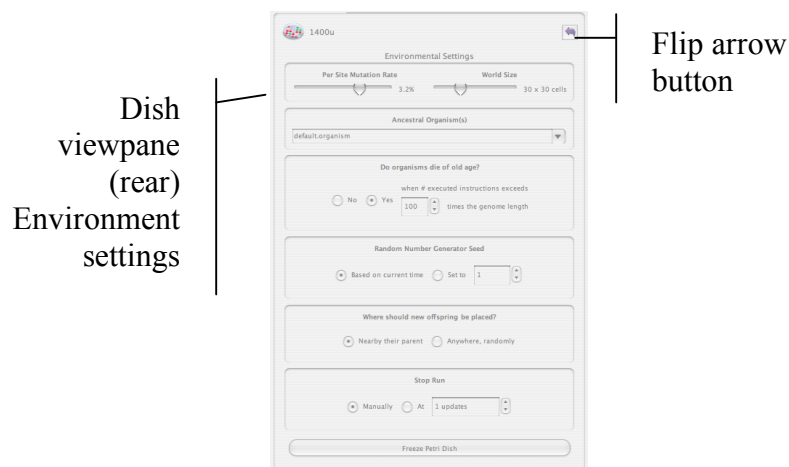 1400u
Environmental Settings
Per Site Mutation Rate
World Size
3.2%
30 x 30 cells
Ancestral Organism(s)
default.organism
Do organisms die of old age?
when # executed instructions exceeds
No
Yes
100
times the genome length
Random Number Generator Seed
Based on current time
Set to
1
Where should new offspring be placed?
Nearby their parent
Anywhere, randomly
Stop Run
Manually
At
1 updates
Freeze Petri Dish
Dish
viewpane
(rear)
Environment
settings
Flip arrow
button